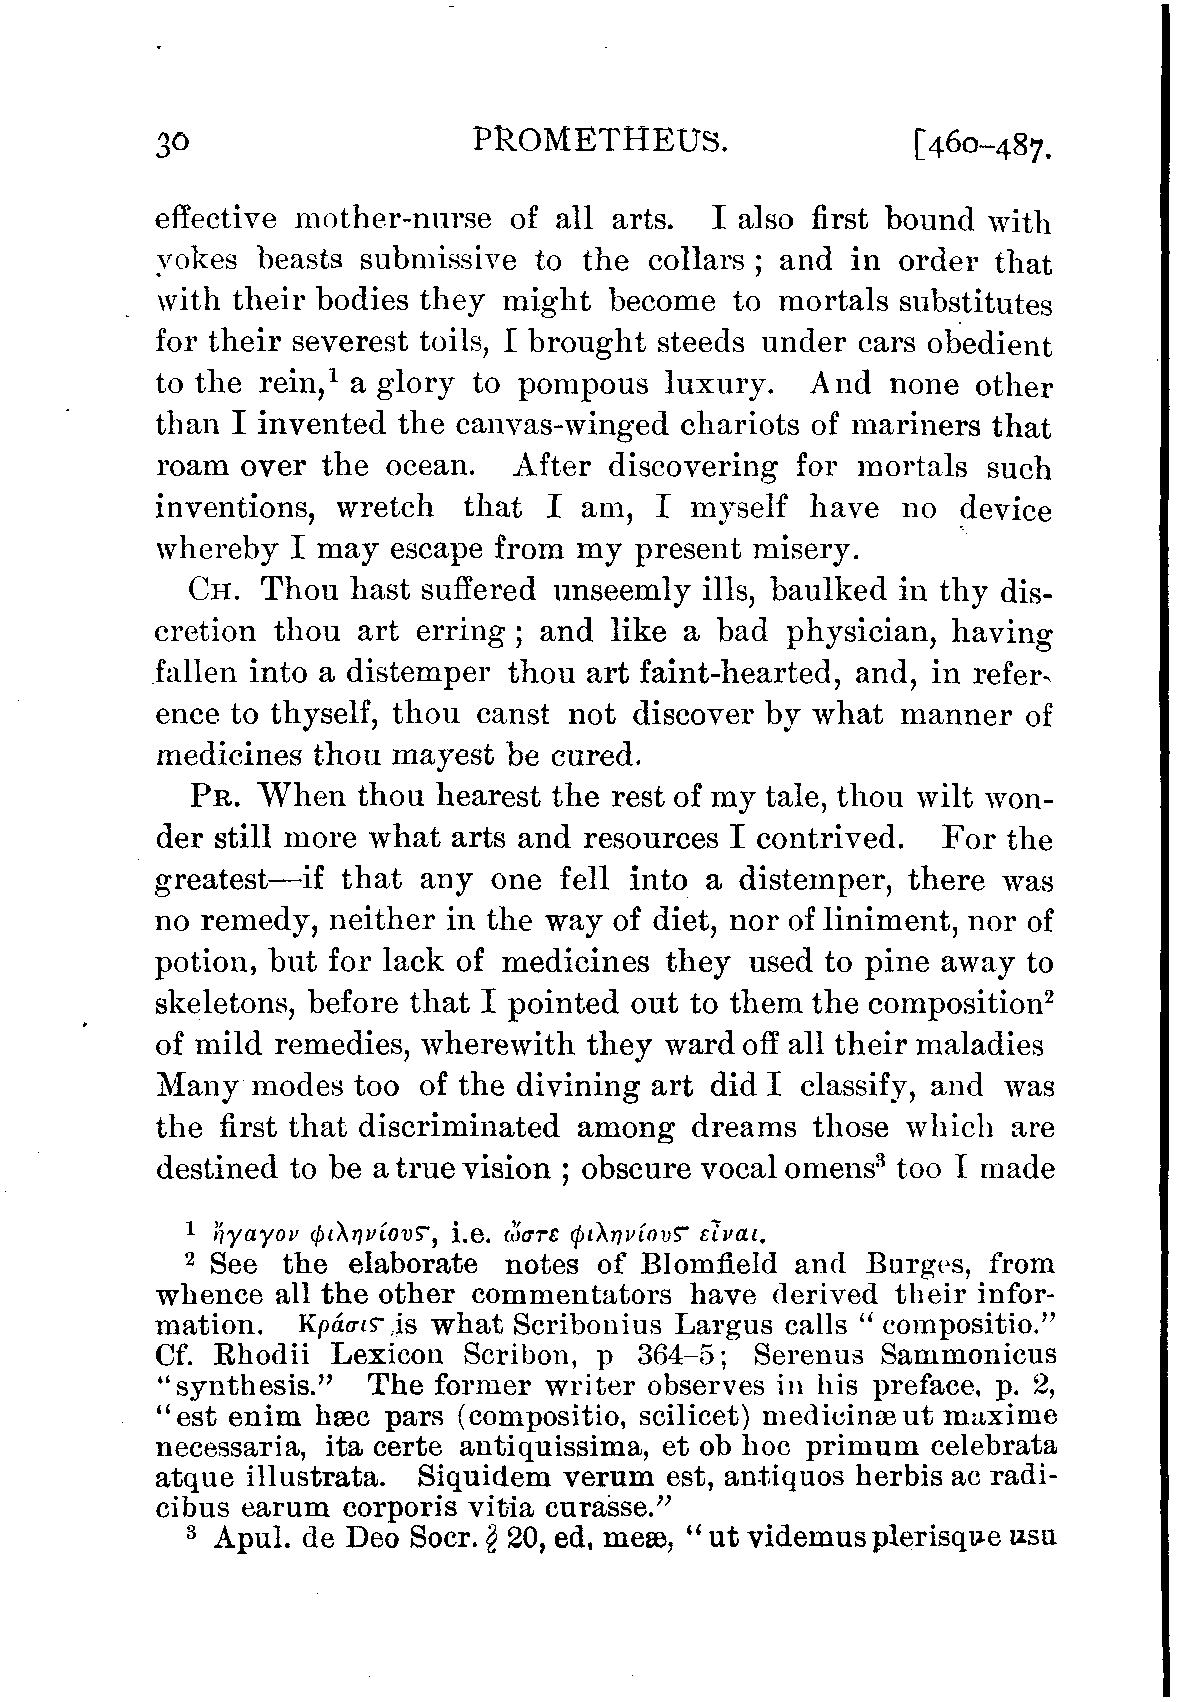 30 PROMETHEUS. [460–487.
effective mother-nurse of all arts. I also first bound with
yokes beasts submissive to the collars ; and in order that
with their bodies they might become to mortals substitutes
for their severest toils, I brought steeds under cars obedient
to the rein,¹ a glory to pompous luxury. And none other
than I invented the canvas-winged chariots of mariners that
roam over the ocean. After discovering for mortals such
inventions, wretch that I am, I myself have no device
whereby I may escape from my present misery.
CH. Thou hast suffered unseemly ills, baulked in thy dis-
cretion thou art erring ; and like a bad physician, having
fallen into a distemper thou art faint-hearted, and, in refer-
ence to thyself, thou canst not discover by what manner of
medicines thou mayest be cured.
PR. When thou hearest the rest of my tale, thou wilt won-
der still more what arts and resources I contrived. For the
greatest—if that any one fell into a distemper, there was
no remedy, neither in the way of diet, nor of liniment, nor of
potion, but for lack of medicines they used to pine away to
skeletons, before that I pointed out to them the composition²
of mild remedies, wherewith they ward off all their maladies
Many modes too of the divining art did I classify, and was
the first that discriminated among dreams those which are
destined to be a true vision ; obscure vocal omens³ too I made
¹ ἤγαγον φιληνίους, i.e. ὥστε φιληνίους εἶναι.
² See the elaborate notes of Blomfield and Burges, from
whence all the other commentators have derived their infor-
mation. Κράσις is what Scribonius Largus calls “ compositio.”
Cf. Rhodii Lexicon Scribon, p 364–5; Serenus Sammonicus
“synthesis.” The former writer observes in his preface, p. 2,
“est enim hæc pars (compositio, scilicet) medicinæ ut maxime
necessaria, ita certe antiquissima, et ob hoc primum celebrata
atque illustrata. Siquidem verum est, antiquos herbis ac radi-
cibus earum corporis vitia curasse.”
³ Apul. de Deo Socr. § 20, ed. meæ, “ut videmus plerisque usu